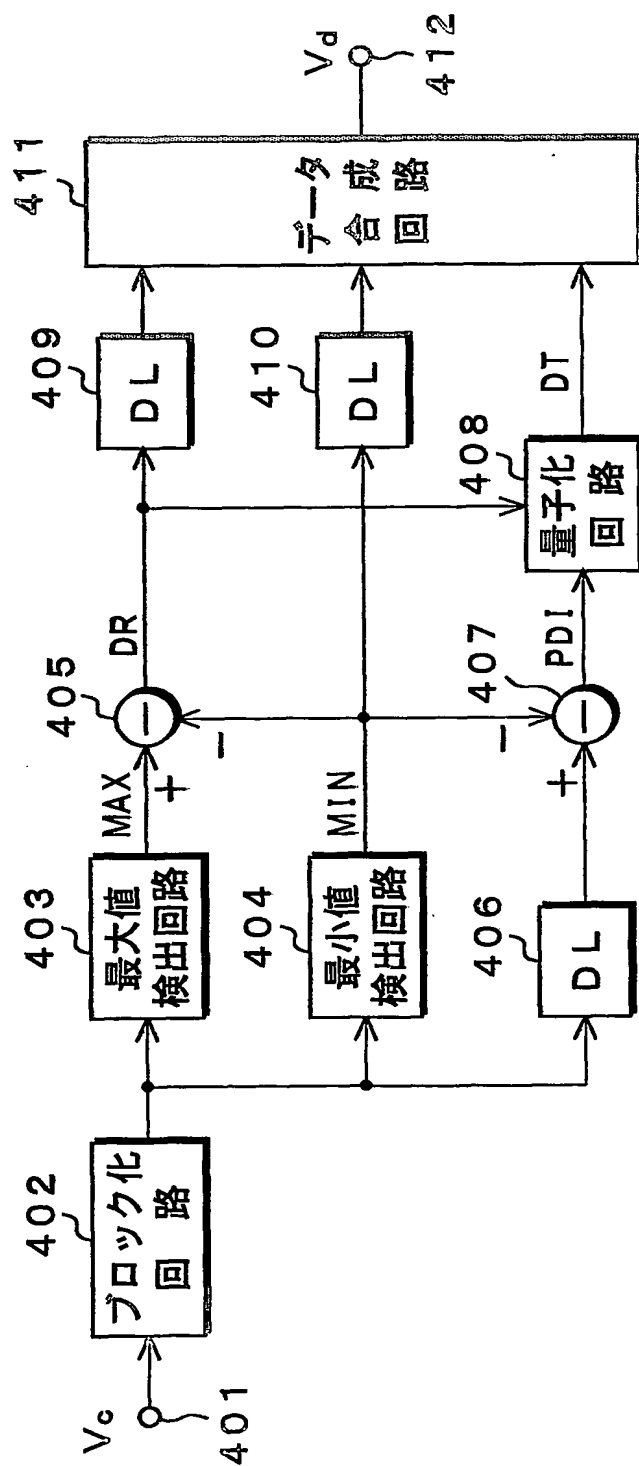 Vc
401
402
ブロック化
回路
403
最大値
検出回路
MAX
+
-
405
DR
409
DL
411
データ
合成
回路
Vd
412
404
最小値
検出回路
MIN
410
DL
406
DL
+
-
407
PDI
408
量子化
回路
DT